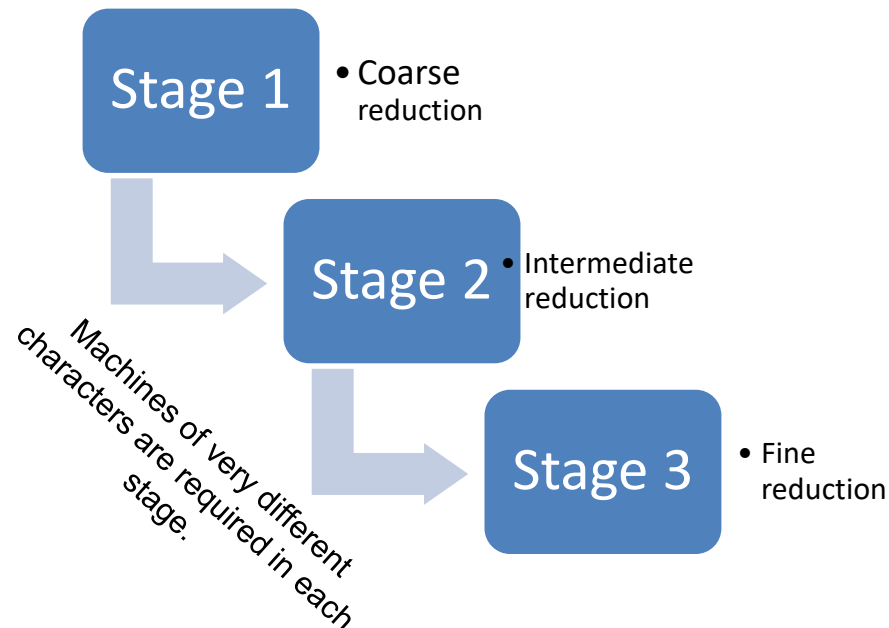 Stage 1
• Coarse
reduction
Stage 2
• Intermediate
reduction
Machines of very different
characters are required in each
stage.
Stage 3
• Fine
reduction